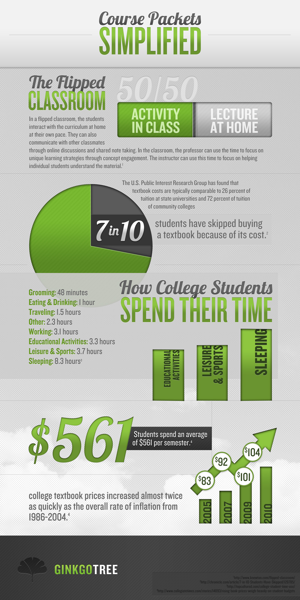 Course Packets
SIMPLIFIED
The Flipped
CLASSROOM
50/50
ACTIVITY
IN CLASS
LECTURE
AT HOME
In a flipped classroom, the students
interact with the curriculum at home
at their own pace. They can also
communicate with other classmates
through online discussions and shared note taking. In the classroom, the professor can use the time to focus on
unique learning strategies through concept engagement. The instructor can use this time to focus on helping
individual students understand the material.
The U.S. Public Interest Research Group has found that
textbook costs are typically comparable to 26 percent of
tuition at state universities and 72 percent of tuition
of community colleges
7 in 10
students have skipped buying
a textbook because of its cost.
How College Students
SPEND THEIR TIME
Grooming: 48 minutes
Eating & Drinking: 1 hour
Traveling: 1.5 hours
Other: 2.3 hours
Working: 3.1 hours
Educational Activities: 3.3 hours
Leisure & Sports: 3.7 hours
Sleeping: 8.3 hours
EDUCATIONAL
ACTIVITIES
LEISURE
& SPORTS
SLEEPING
$561
Students spend an average
of $561 per semester.
college textbook prices increased almost twice
as quickly as the overall rate of inflation from
1986-2004.
$83
$92
$101
$104
2005
2007
2009
GINKGOTREE